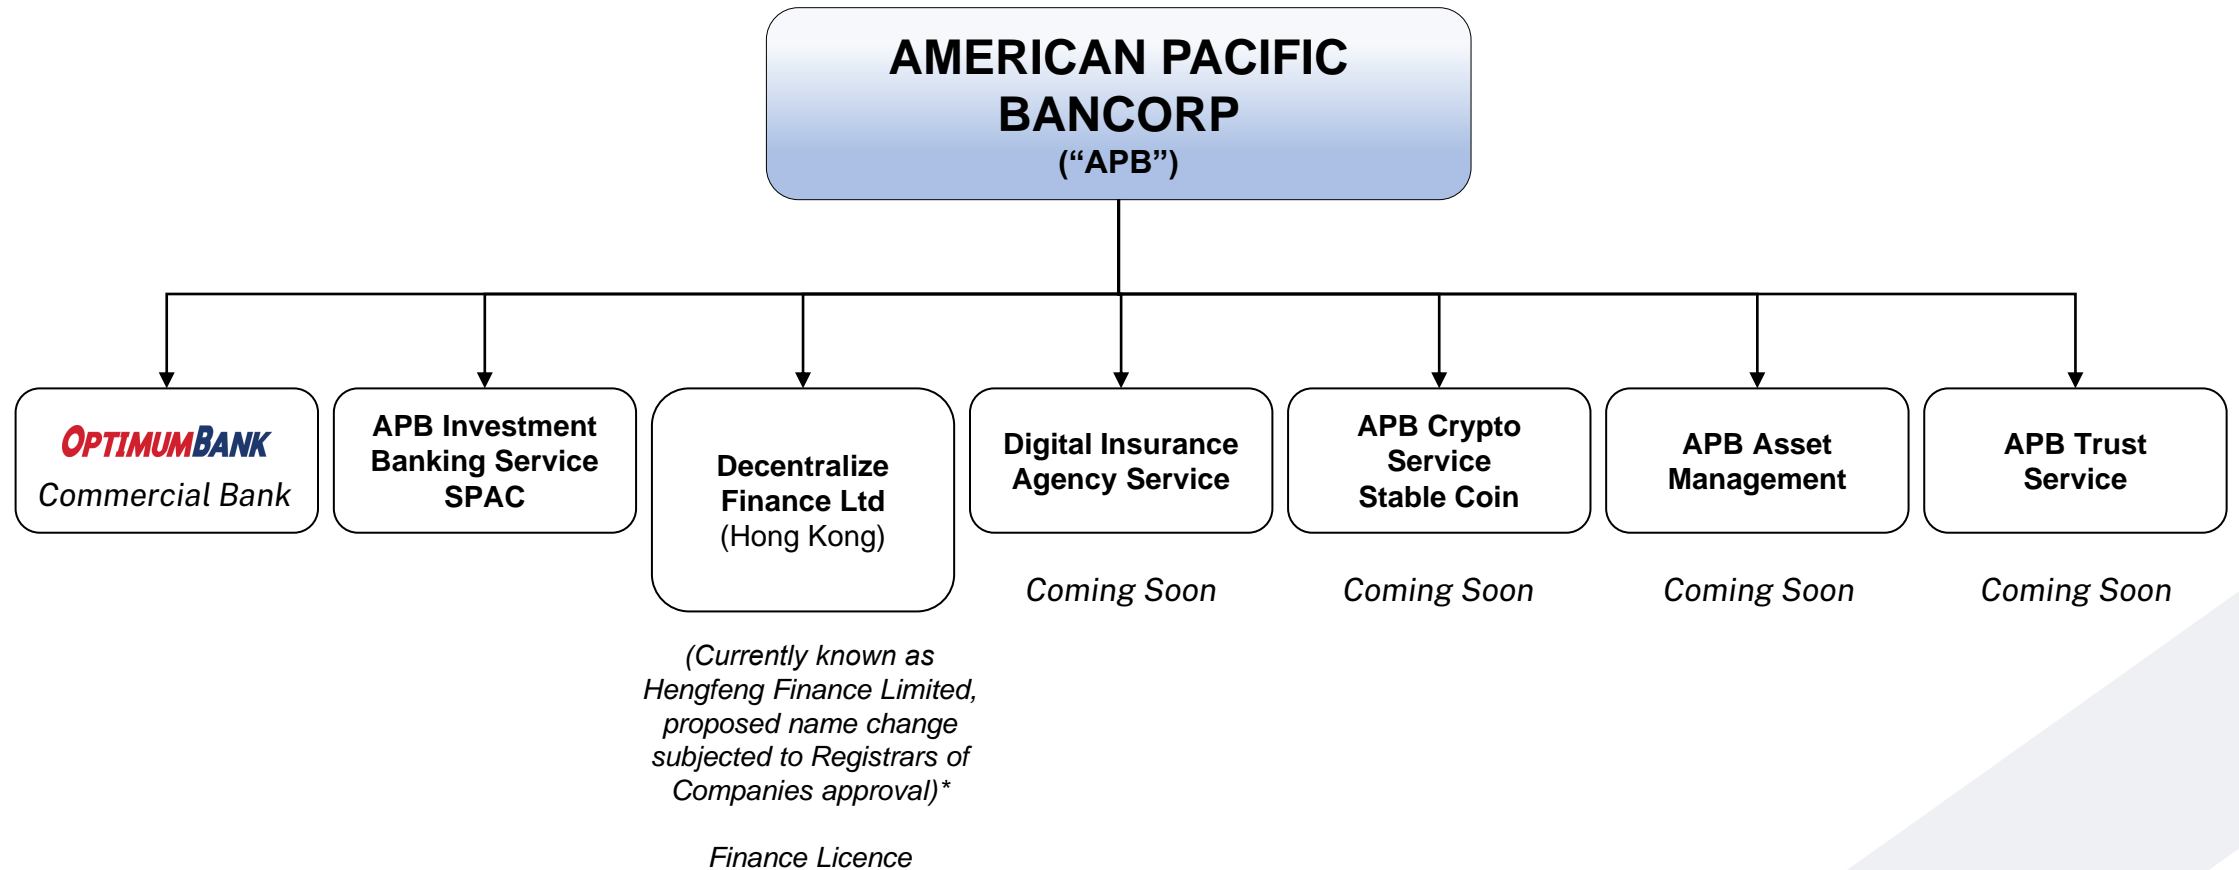 AMERICAN PACIFIC
BANCORP
(“APB”)
OPTIMUMBANK
Commercial Bank
APB Investment
Banking Service
SPAC
Decentralize
Finance Ltd
(Hong Kong)
(Currently known as
Hengfeng Finance Limited,
proposed name change
subjected to Registrars of
Companies approval)*
Finance Licence
Digital Insurance
Agency Service
Coming Soon
APB Crypto
Service
Stable Coin
Coming Soon
APB Asset
Management
Coming Soon
APB Trust
Service
Coming Soon